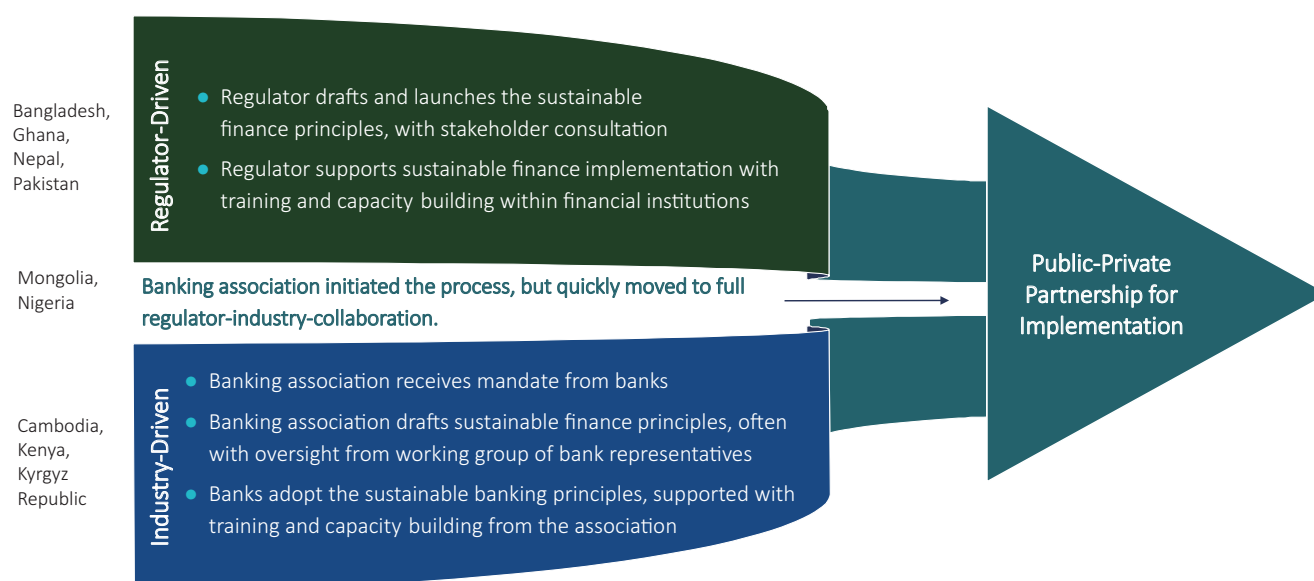 Bangladesh,
Ghana,
Nepal,
Pakistan
Regulator-Driven
Regulator drafts and launches the sustainable
finance principles, with stakeholder consultation
Regulator supports sustainable finance implementation with
training and capacity building within financial institutions
Mongolia,
Nigeria
Banking association initiated the process, but quickly moved to full
regulator-industry-collaboration.
Cambodia,
Kenya,
Kyrgyz
Republic
Industry-Driven
Banking association receives mandate from banks
Banking association drafts sustainable finance principles, often
with oversight from working group of bank representatives
Banks adopt the sustainable banking principles, supported with
training and capacity building from the association
Public-Private
Partnership for
Implementation